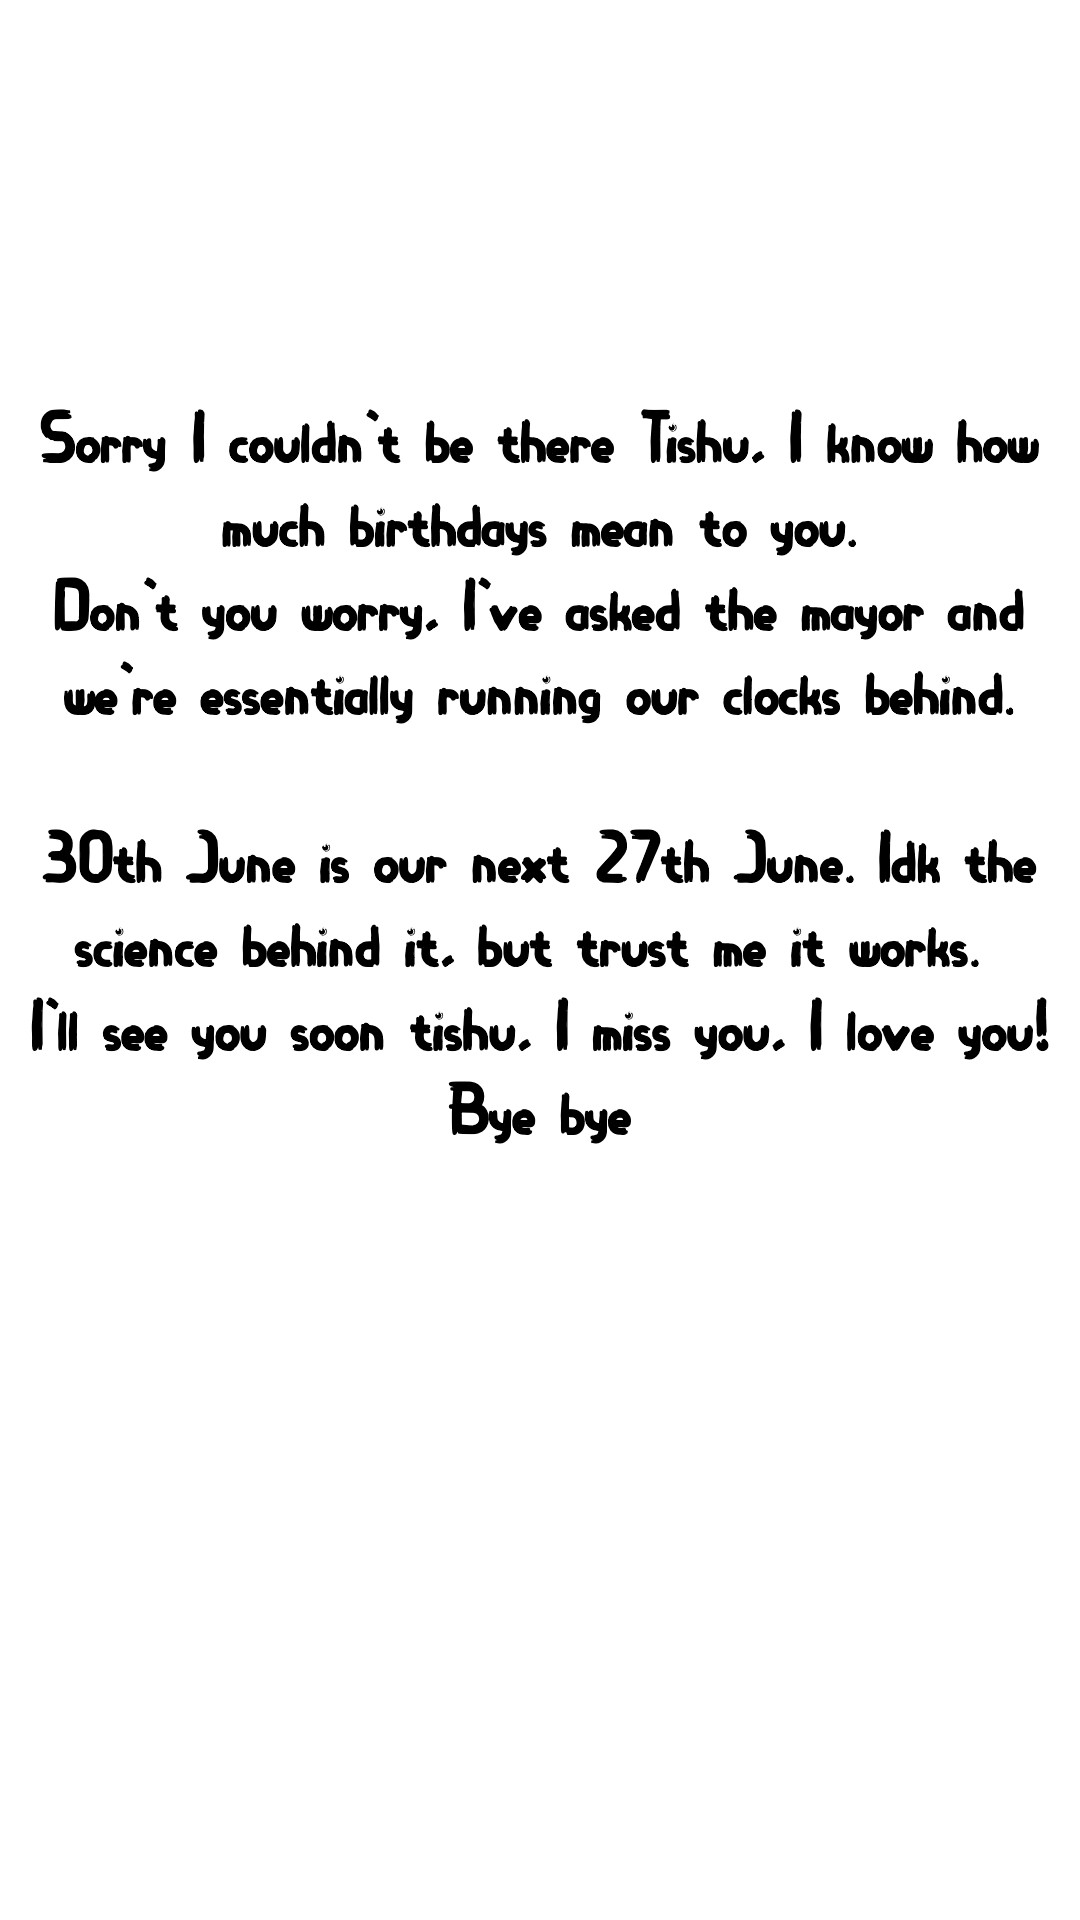 Sorry I couldn`t be there Tishu, I know how
much birthdays mean to you.
Don`t you worry, I`ve asked the mayor and
we`re essentially running our clocks behind.
30th June is our next 27th June. Idk the
science behind it, but trust me it works.
I`ll see you soon tishu, I miss you, I love you!
Bye bye